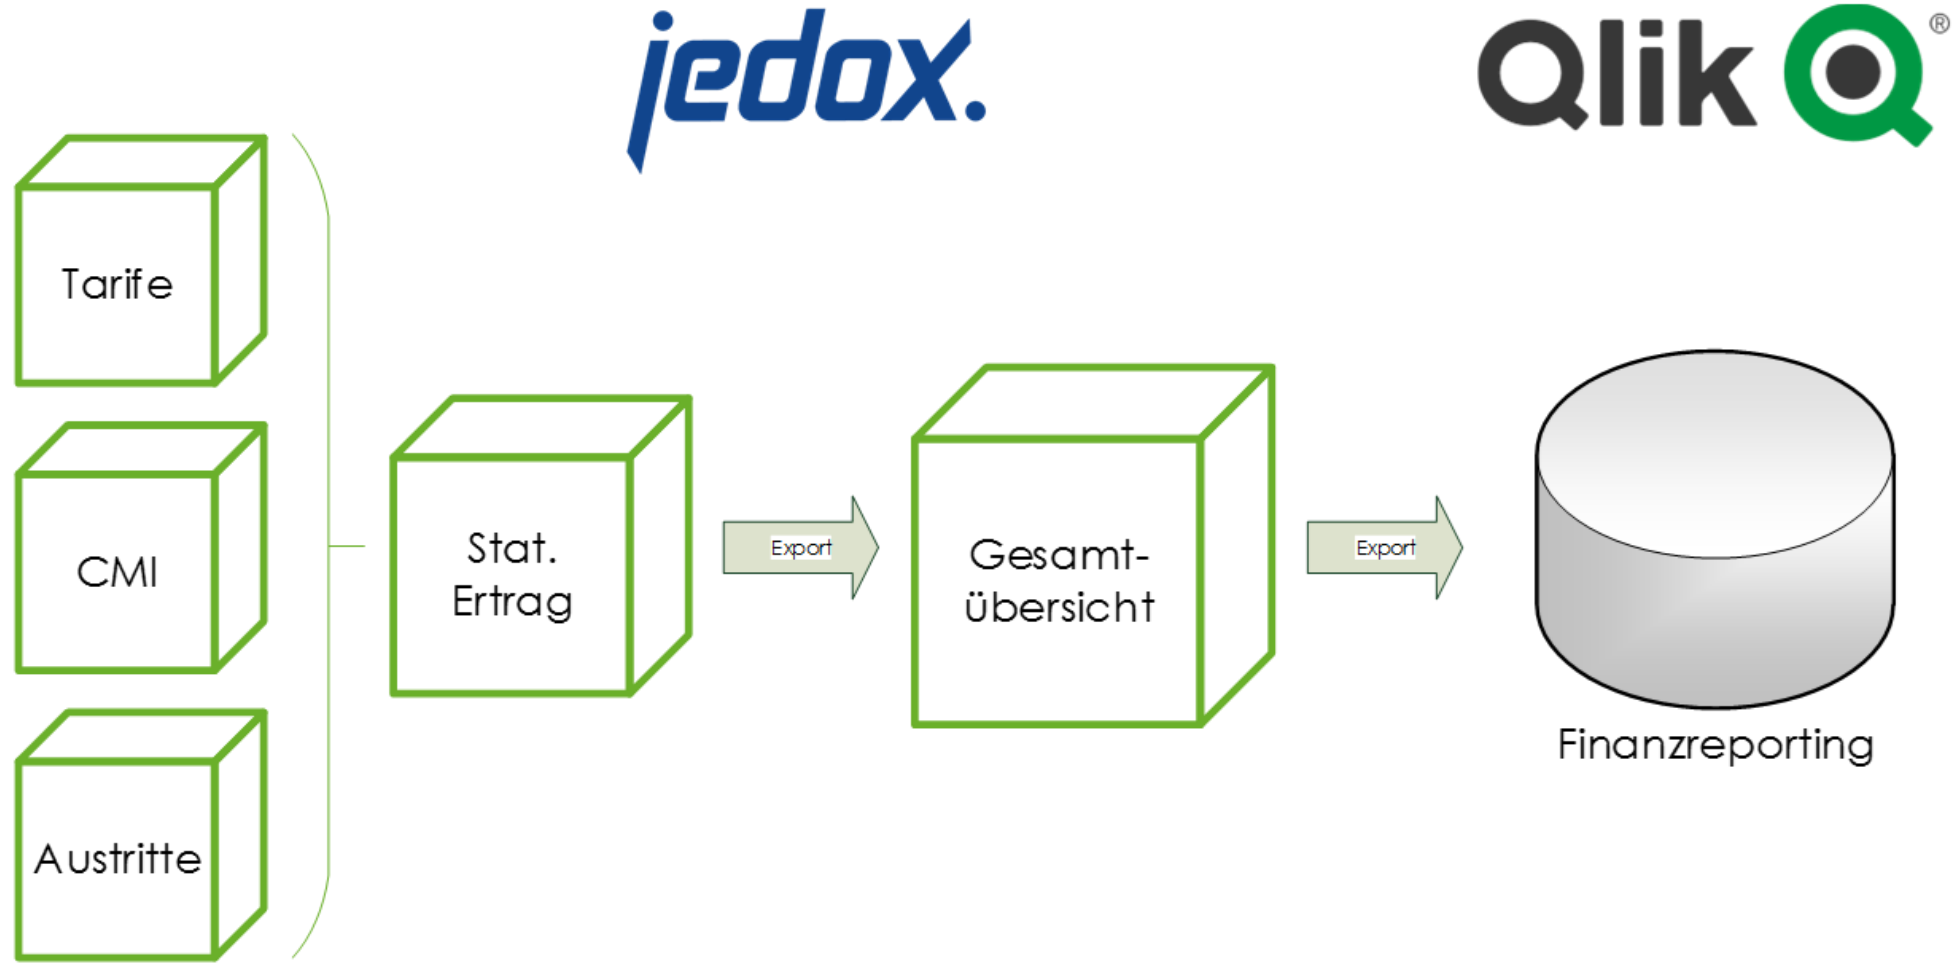 jedox.
Qlik
®
Tarife
CMI
Austritte
Stat.
Ertrag
Export
Gesamt-
übersicht
Export
Finanzreporting